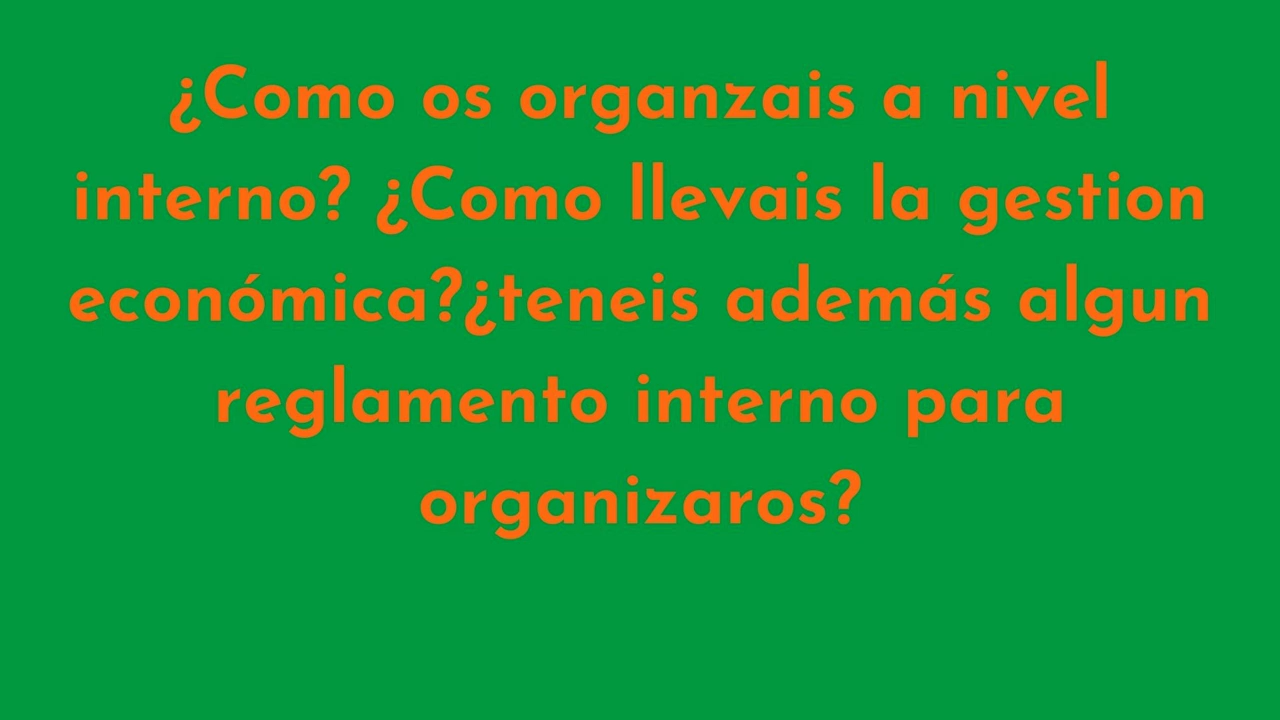 ¿Como os organzais a nivel
interno? ¿Como llevais la gestion
económica?¿teneis además algun
reglamento interno para
organizaros?